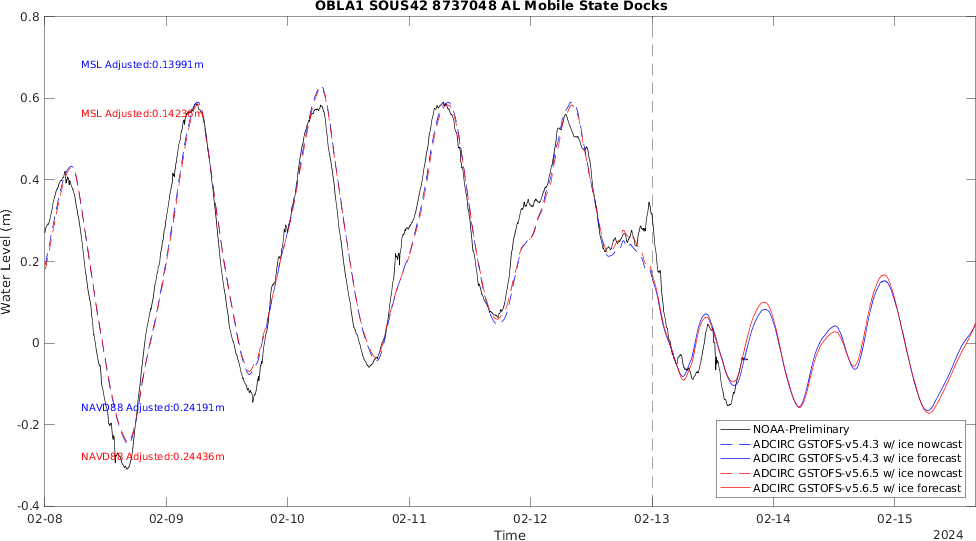 OBLA1 SOUS42 8737048 AL Mobile State Docks
0.8
0.6
0.4
0.2
0
-0.2
-0.4
Water Level (m)
MSL Adjusted:0.13991m
MSL Adjusted:0.14236m
NAVD88 Adjusted:0.24191m
NAVD88 Adjusted:0.24436m
NOAA-Preliminary
ADCIRC GSTOFS-v5.4.3 w/ ice nowcast
ADCIRC GSTOFS-v5.4.3 w/ ice forecast
ADCIRC GSTOFS-v5.6.5 w/ ice nowcast
ADCIRC GSTOFS-v5.6.5 w/ ice forecast
02-08 02-09 02-10 02-11 02-12 02-13 02-14 02-15
Time
2024